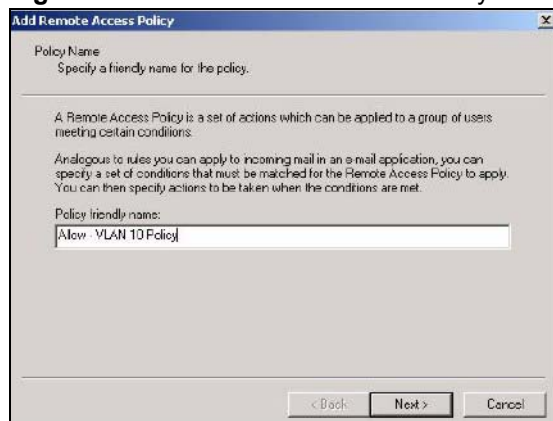 Add Remote Access Policy
Policy Name
Specify a friendly name for the policy.
A Remote Access Policy is a set of actions which can be applied to a group of users
meeting certain conditions.
Analogous to rules you can apply to incoming mail in an e-mail application, you can
specify a set of conditions that must be matched for the Remote Access Policy to apply.
You can then specify actions to be taken when the conditions are met.
Policy friendly name:
Allow - VLAN 10 Policy
< Back
Next >
Cancel